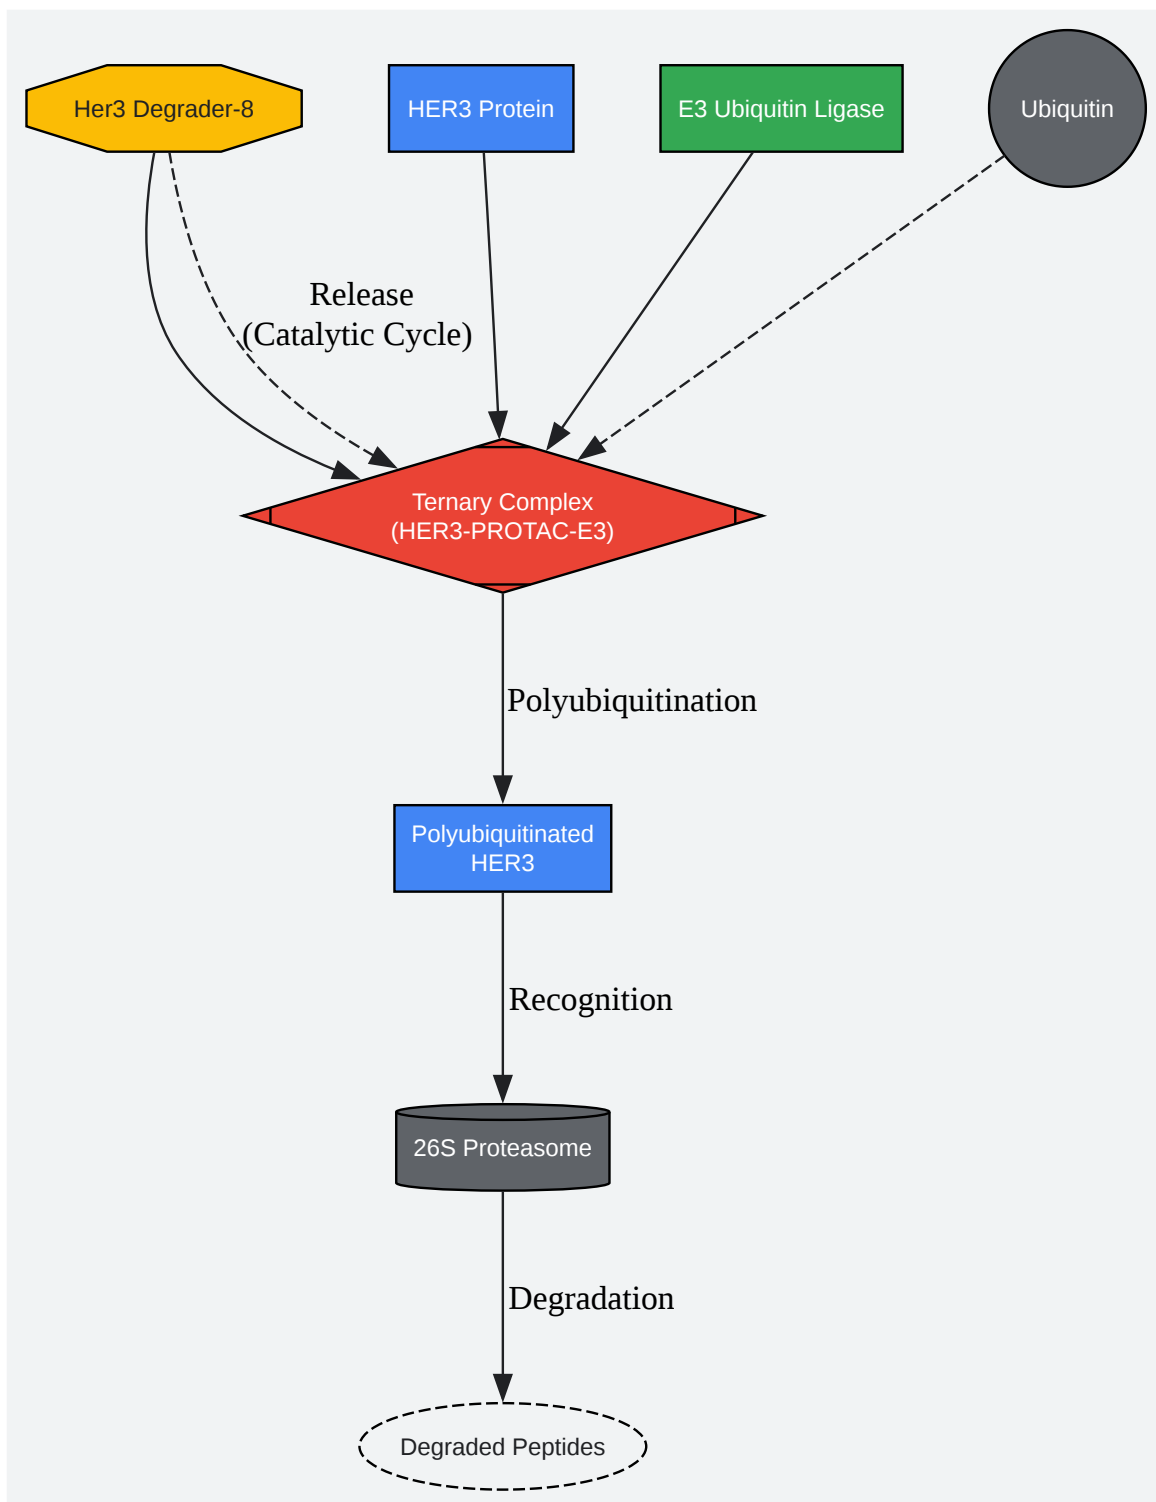 Her3 Degrader-8
HER3 Protein
E3 Ubiquitin Ligase
Ubiquitin
Release
(Catalytic Cycle)
Ternary Complex
(HER3-PROTAC-E3)
Polyubiquitination
Polyubiquitinated
HER3
Recognition
26S Proteasome
Degradation
Degraded Peptides